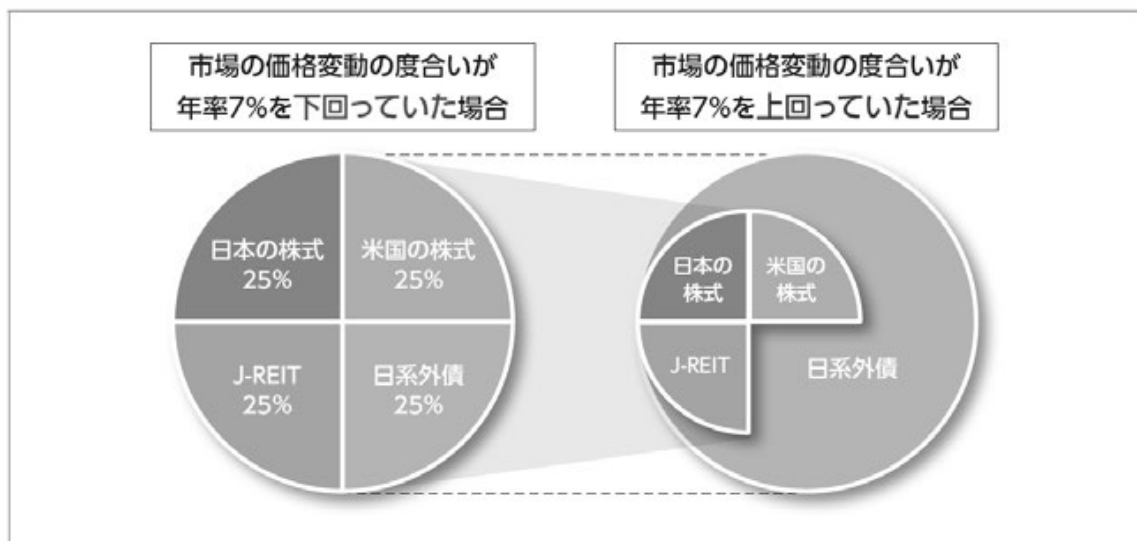 市場の価格変動の度合いが
年率7%を下回っていた場合
市場の価格変動の度合いが
年率7%を上回っていた場合
日本の株式
25%
米国の株式
25%
J-REIT
25%
日系外債
25%
日本の
株式
米国の
株式
J-REIT
日系外債